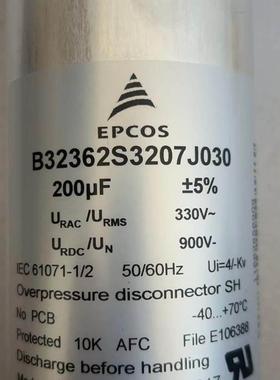 EPCOS
B32362S3207J030
200µF ±5%
URAC /URMS 330V~
URDC /UN 900V-
IEC 61071-1/2 50/60Hz Ui=4/-Kv
Overpressure disconnector SH
No PCB -40...+70°C
Protected 10K AFC File E106388
Discharge before handling